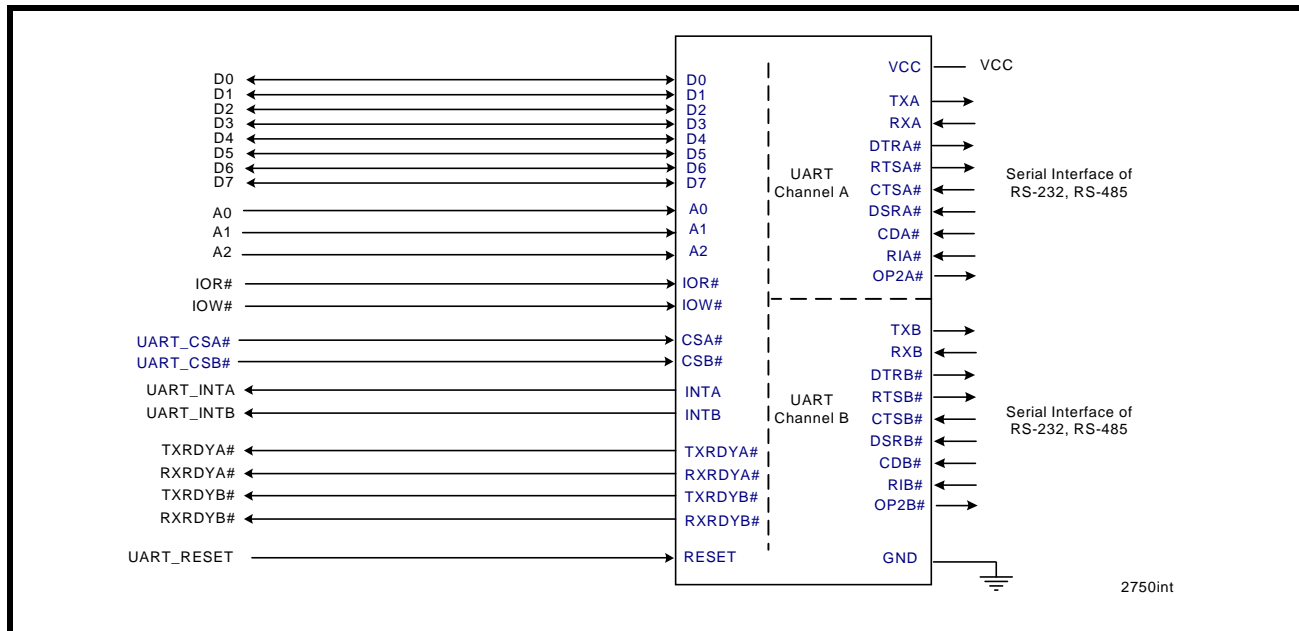 D0
D1
D2
D3
D4
D5
D6
D7
A0
A1
A2
IOR#
IOW#
UART_CSA#
UART_CSB#
UART_INTA
UART_INTB
TXRDYA#
RXRDYA#
TXRDYB#
RXRDYB#
UART_RESET
D0
D1
D2
D3
D4
D5
D6
D7
A0
A1
A2
IOR#
IOW#
CSA#
CSB#
INTA
INTB
TXRDYA#
RXRDYA#
TXRDYB#
RXRDYB#
RESET
UART
Channel A
UART
Channel B
VCC
TXA
RXA
DTRA#
RTSA#
CTSA#
DSRA#
CDA#
RIA#
OP2A#
TXB
RXB
DTRB#
RTSB#
CTSB#
DSRB#
CDB#
RIB#
OP2B#
GND
VCC
Serial Interface of
RS-232, RS-485
Serial Interface of
RS-232, RS-485
2750int